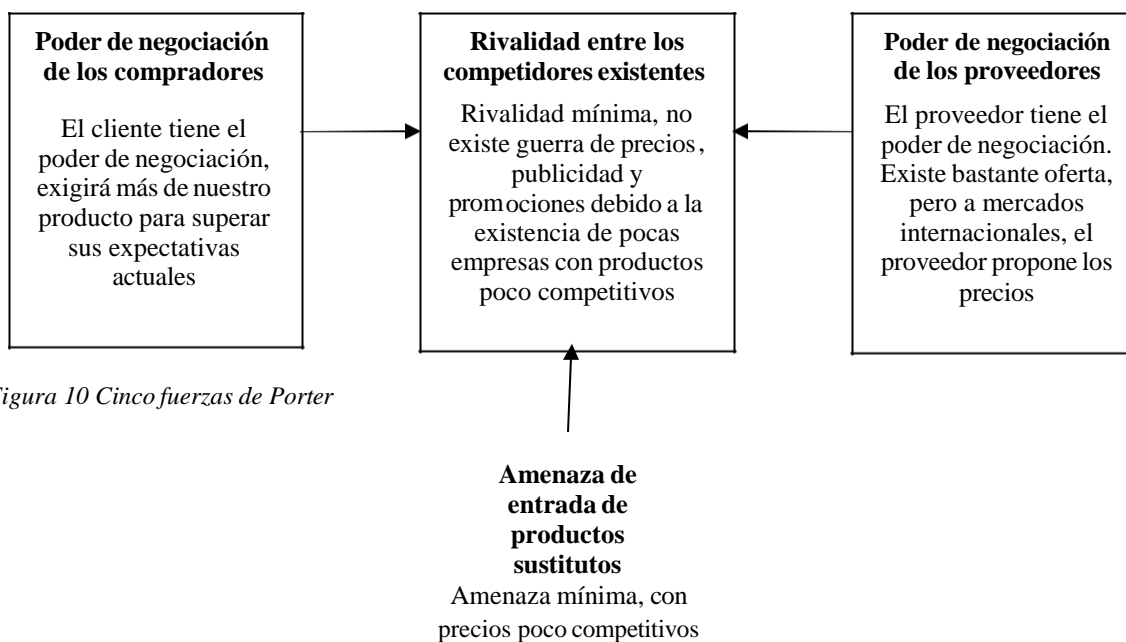 Poder de negociación
de los compradores
El cliente tiene el
poder de negociación,
exigirá más de nuestro
producto para superar
sus expectativas
actuales
Rivalidad entre los
competidores existentes
Rivalidad mínima, no
existe guerra de precios,
publicidad y
promociones debido a la
existencia de pocas
empresas con productos
poco competitivos
Poder de negociación
de los proveedores
El proveedor tiene el
poder de negociación.
Existe bastante oferta,
pero a mercados
internacionales, el
proveedor propone los
precios
Figura 10 Cinco fuerzas de Porter
Amenaza de
entrada de
productos
sustitutos
Amenaza mínima, con
precios poco competitivos